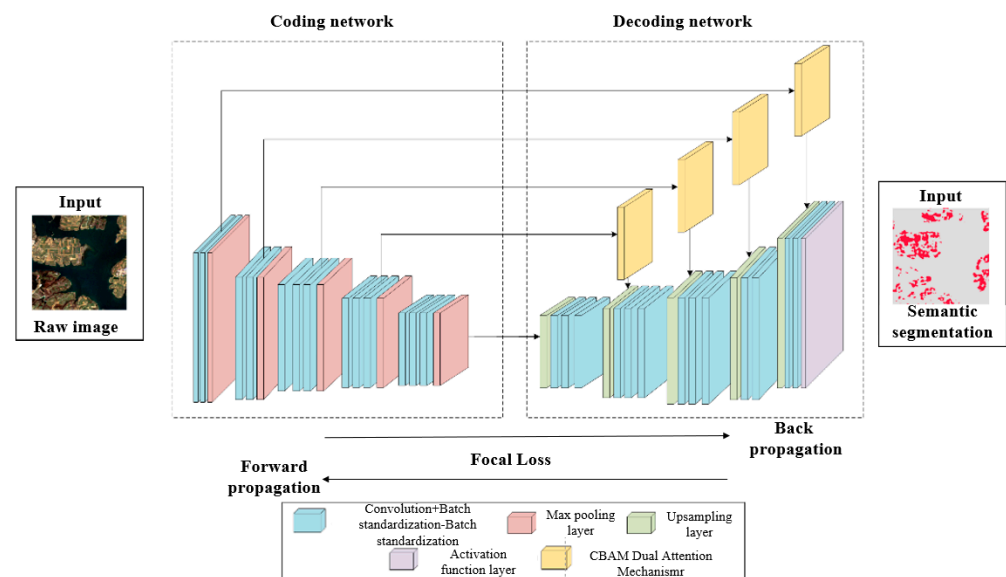 Coding network
Decoding network
Input
Raw image
Input
Semantic
segmentation
Back
propagation
Focal Loss
Forward
propagation
Convolution+Batch
standardization-Batch
standardization
Max pooling
layer
Upsampling
layer
Activation
function layer
CBAM Dual Attention
Mechanismr